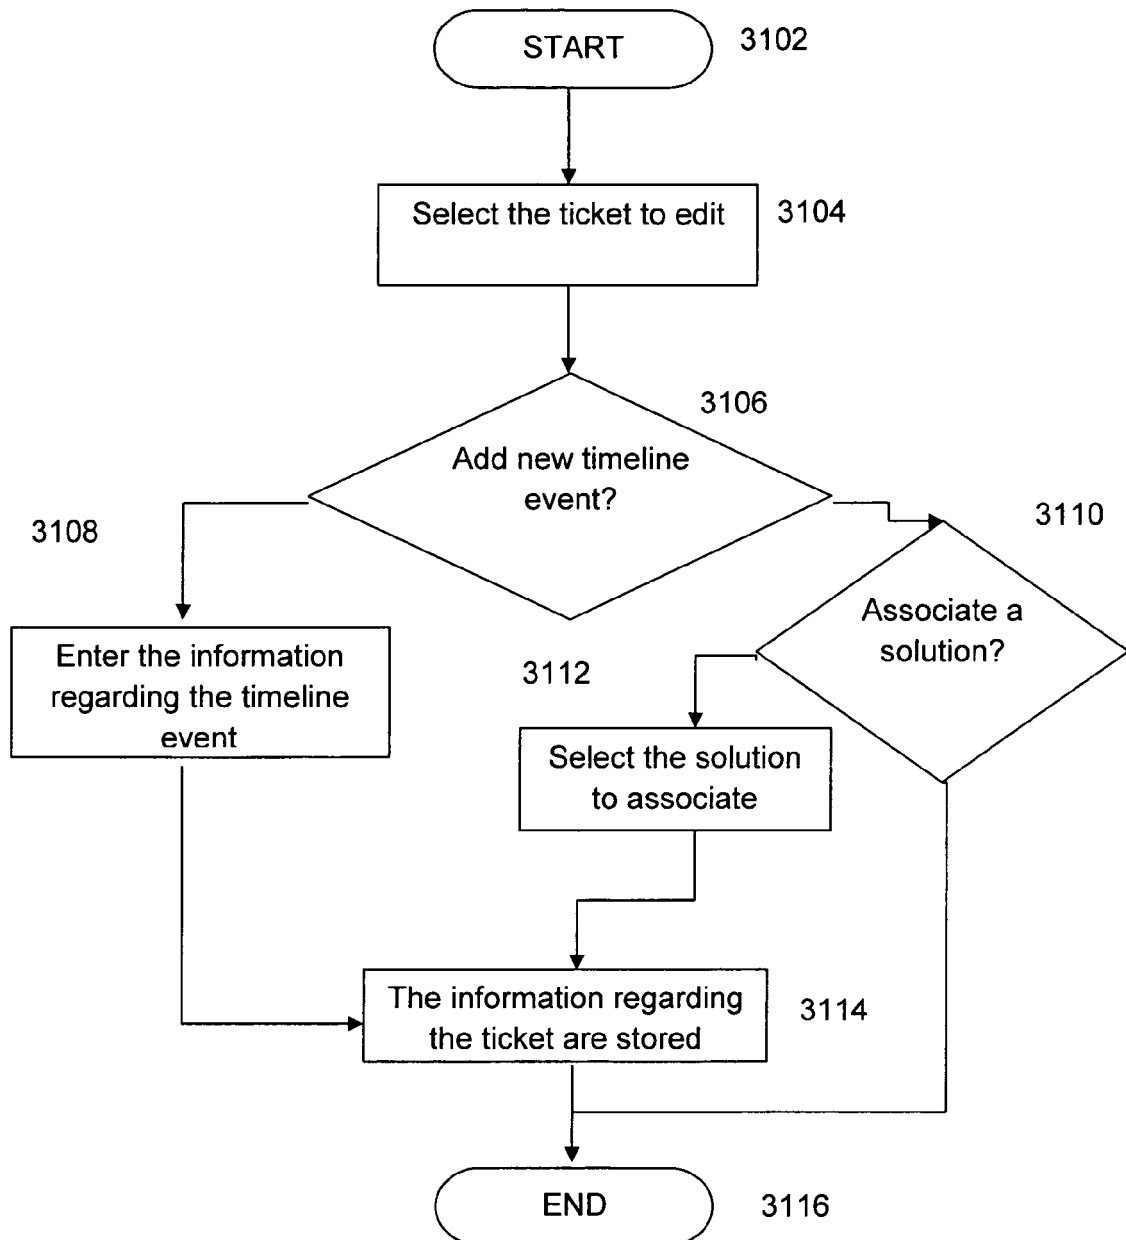 START
3102
Select the ticket to edit
3104
3106
Add new timeline
event?
3108
3110
Enter the information
regarding the timeline
event
Associate a
solution?
3112
Select the solution
to associate
The information regarding
the ticket are stored
3114
END
3116